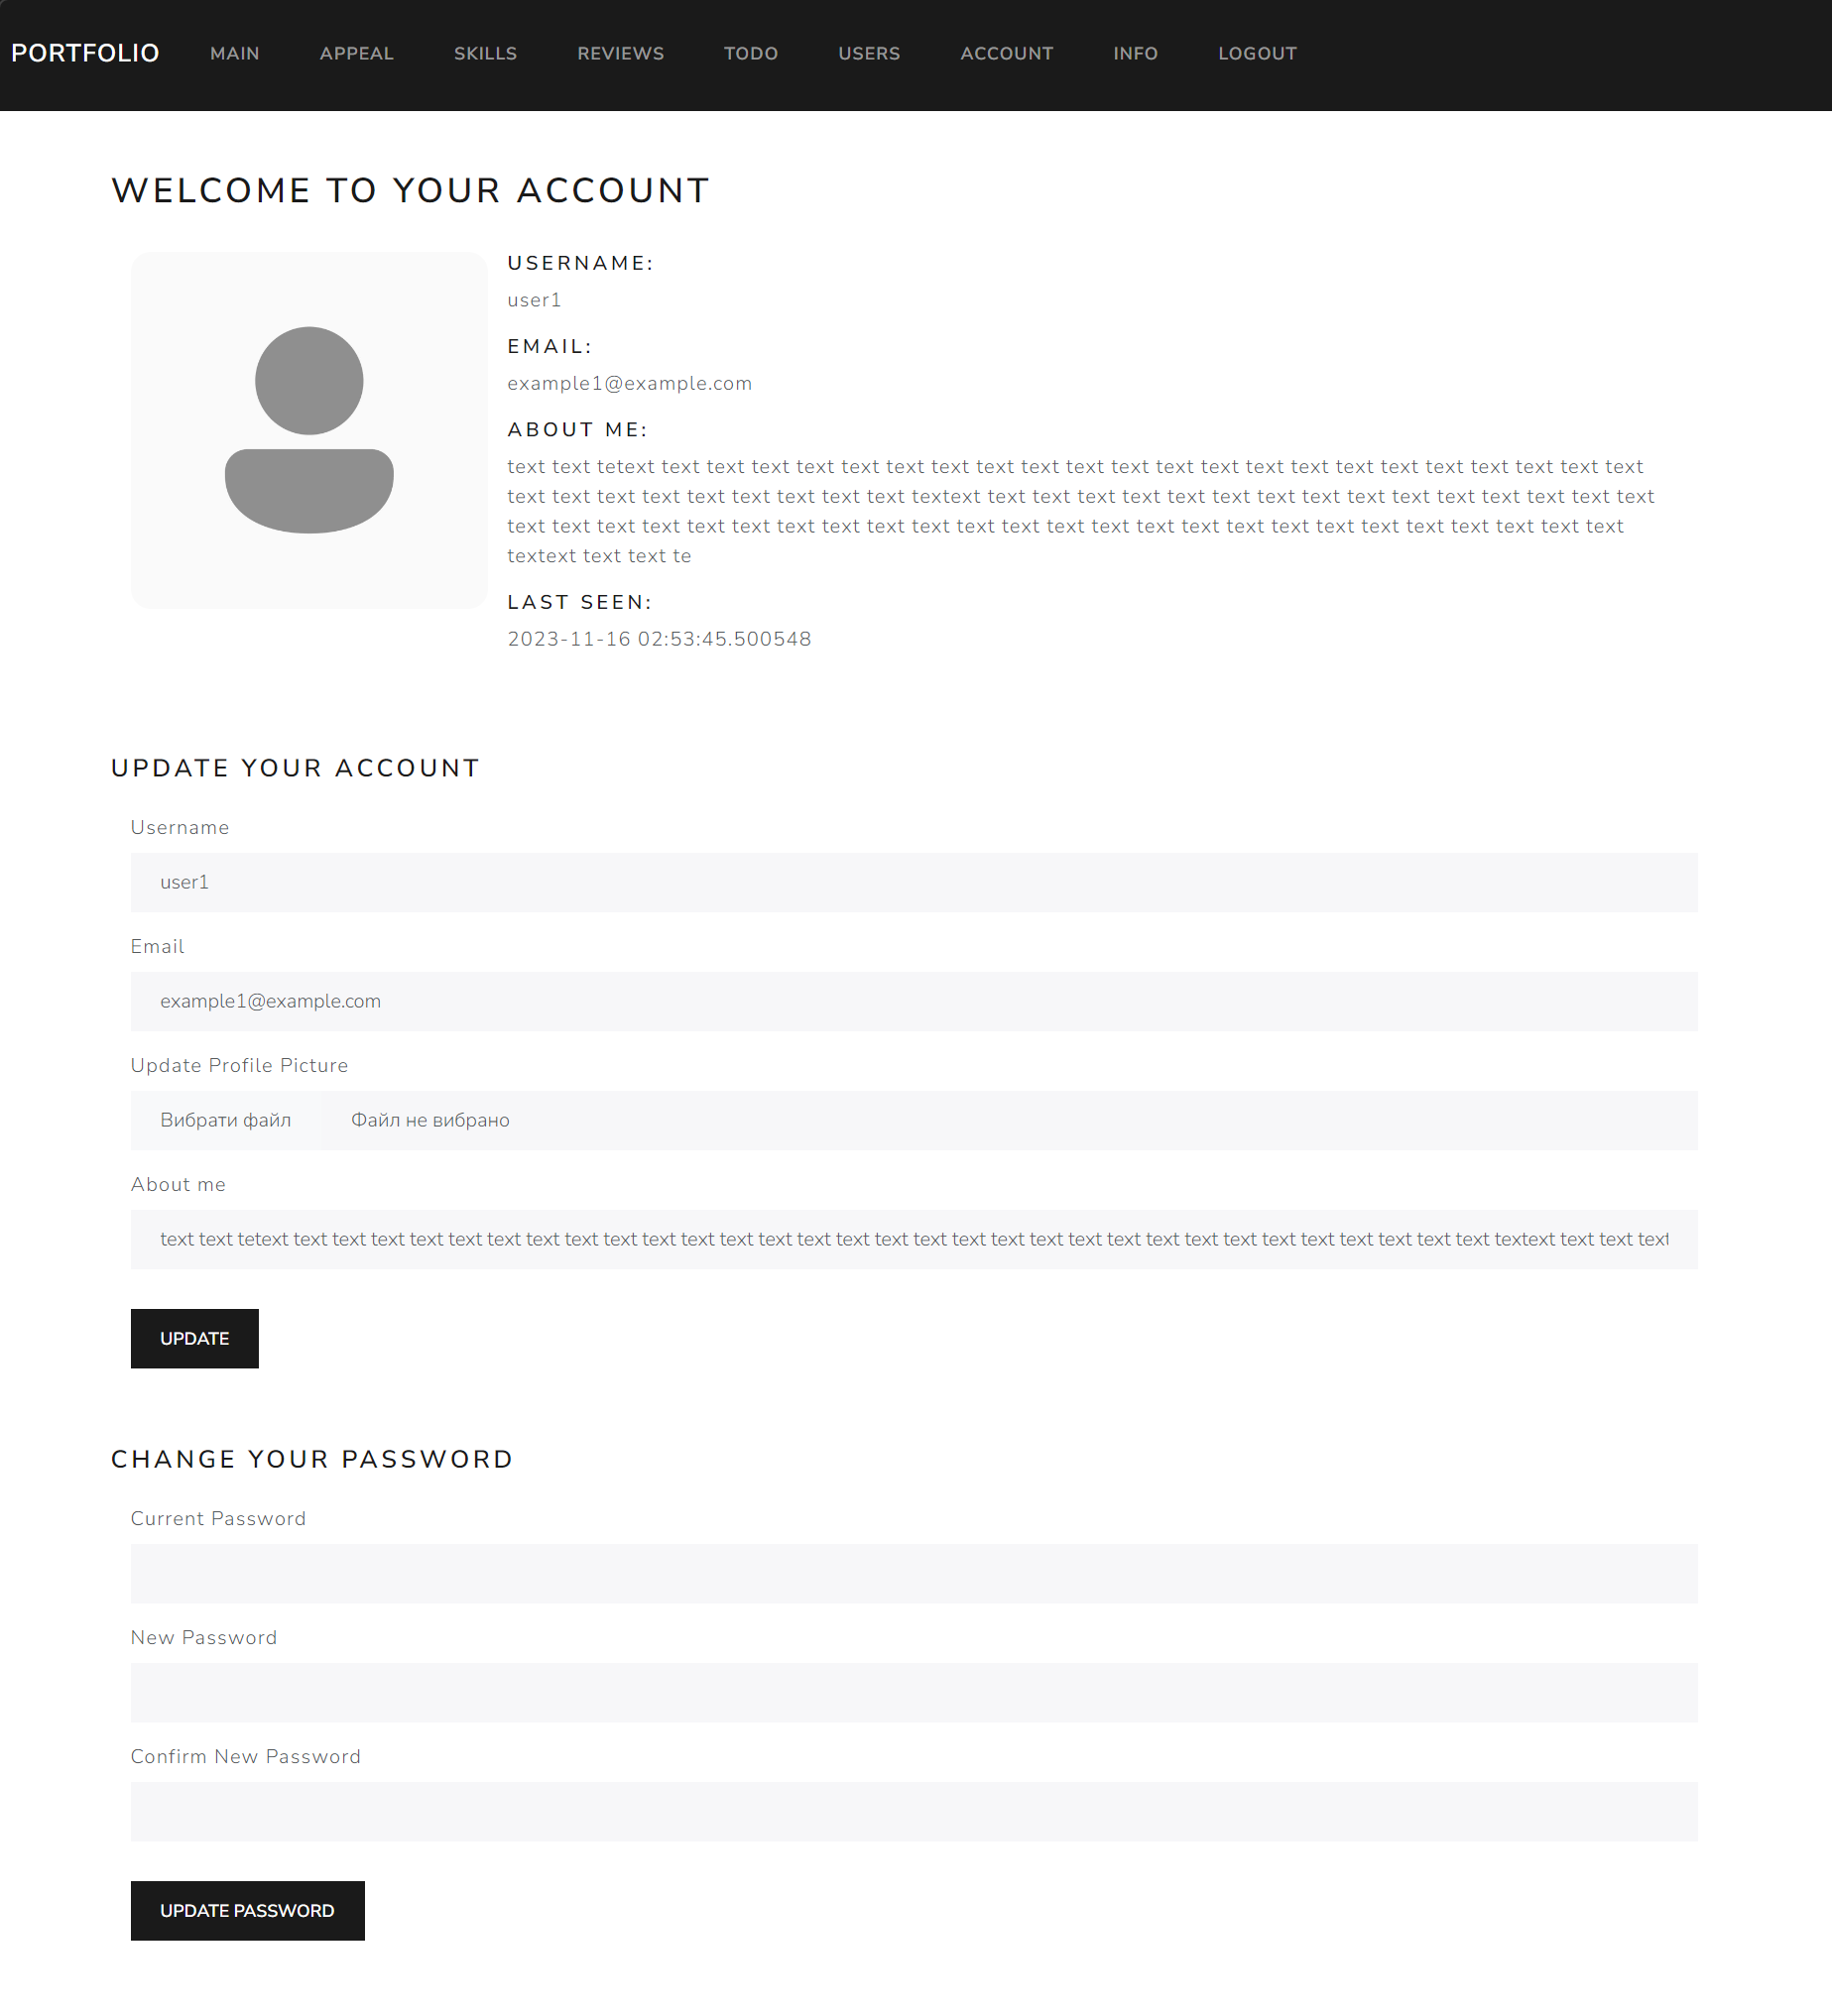 PORTFOLIO MAIN APPEAL SKILLS REVIEWS TODO USERS ACCOUNT INFO LOGOUT
WELCOME TO YOUR ACCOUNT
USERNAME:
user1
EMAIL:
example1@example.com
ABOUT ME:
text text tetext text text text text text text text text text text text text text text text text text text text text text text
text text text text text text text text text textext text text text text text text text text text text text text text text text
text text text text text text text text text text text text text text text text text text text text text text text text text
textext text text te
LAST SEEN:
2023-11-16 02:53:45.500548
UPDATE YOUR ACCOUNT
Username
user1
Email
example1@example.com
Update Profile Picture
Вибрати файл Файл не вибрано
About me
text text tetext text text text text text text text text text text text text text text text text text text text text text text text text text text text text text text textext text text text
UPDATE
CHANGE YOUR PASSWORD
Current Password
New Password
Confirm New Password
UPDATE PASSWORD